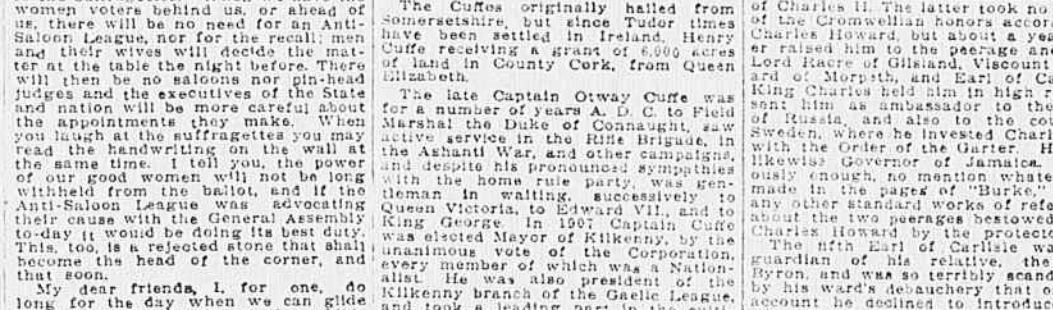 women voters behind us, or ahead of
us, there will be no need for an Anti-
Saloon League, nor for the recall; men
and their wives will decide the mat-
ter at the table the night before. There
will then be no saloons nor pin-head
judges and the executives of the State
and nation will be more careful about
the appointments they make. When
you laugh at the suffragettes you may
read the handwriting on the wall at
the same time. I tell you, the power
of our good women will not be long
withheld from the ballot, and if the
Anti-Saloon League was advocating
their cause with the General Assembly
to-day it would be doing its best duty.
This, too, is a rejected stone that shall
become the head of the corner, and
that soon.
My dear friends, I, for one, do
long for the day when we can glide
The Cuffes originally hailed from
Somersetshire, but since Tudor times
have been settled in Ireland, Henry
Cuffe receiving a grant of 6,000 acres
of land in County Cork, from Queen
Elizabeth.
The late Captain Otway Cuffe was
for a number of years A. D. C. to Field
Marshal the Duke of Connaught, saw
active service in the Rifle Brigade, in
the Ashanti War, and other campaigns,
and despite his pronounced sympathies
with the home rule party, was gen-
tleman in waiting, successively to
Queen Victoria, to Edward VII., and to
King George. In 1907 Captain Cuffe
was elected Mayor of Kilkenny, by the
unanimous vote of the Corporation,
every member of which was a Nation-
alist. He was also president of the
Kilkenny branch of the Gaelic League,
and took a leading part in the
of Charles II. The latter took no
of the Cromwellian honors accor
Charles Howard, but about a yea
er raised him to the peerage an
Lord Racre of Gilsland, Viscount
ard of Morpeth, and Earl of Ca
King Charles held him in high r
sent him as ambassador to the
of Russia, and also to the cou
Sweden, where he invested Charl
with the Order of the Garter. H
likewise Governor of Jamaica.
ously enough, no mention whate
made in the pages of "Burke,"
any other standard works of refe
about the two peerages bestowed
Charles Howard by the protecto
The fifth Earl of Carlisle wa
guardian of his relative, the
Byron, and was so terribly scand
by his ward's debauchery that o
account he declined to introduc